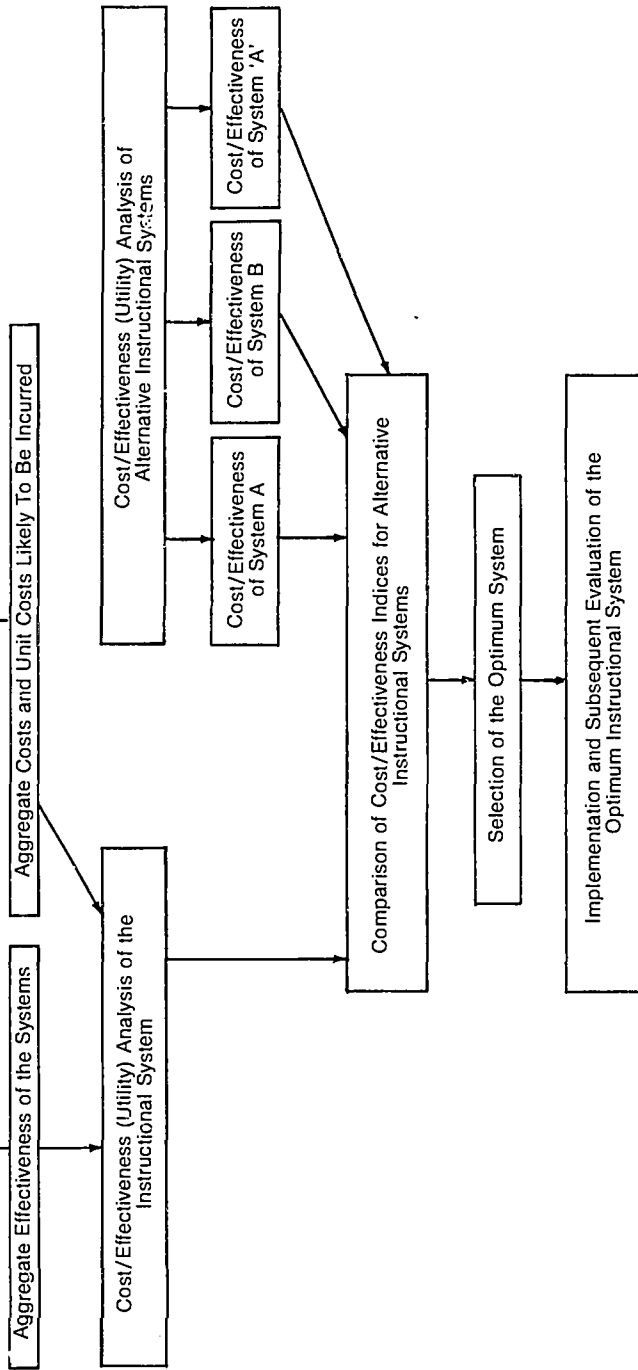 Aggregate Effectiveness of the Systems
Aggregate Costs and Unit Costs Likely To Be Incurred
Cost/Effectiveness (Utility) Analysis of the
Instructional System
Cost/Effectiveness (Utility) Analysis of
Alternative Instructional Systems
Cost/Effectiveness
of System A
Cost/Effectiveness
of System B
Cost/Effectiveness
of System 'A'
Comparison of Cost/Effectiveness Indices for Alternative
Instructional Systems
Selection of the Optimum System
Implementation and Subsequent Evaluation of the
Optimum Instructional System